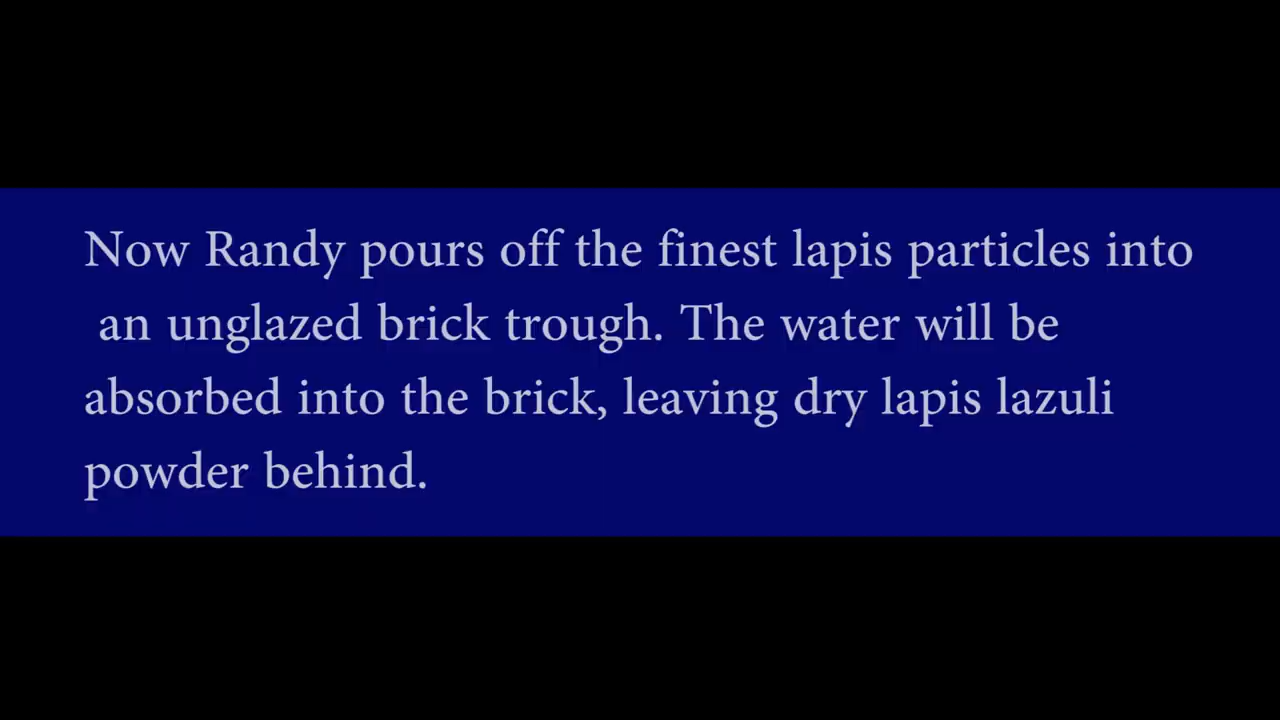 Now Randy pours off the finest lapis particles into
an unglazed brick trough. The water will be
absorbed into the brick, leaving dry lapis lazuli
powder behind.